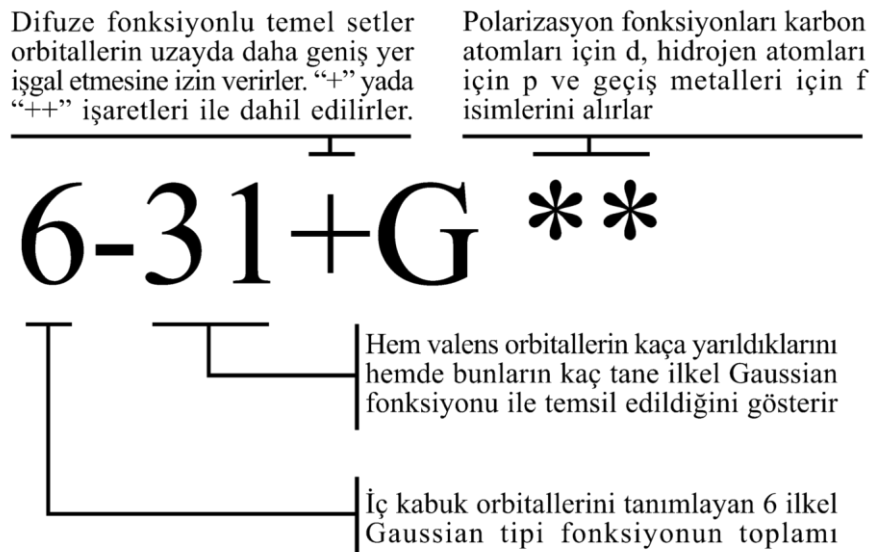 Difuze fonksiyonlu temel setler
orbitallerin uzayda daha geniş yer
işgal etmesine izin verirler. “+” yada
“++” işaretleri ile dahil edilirler.
Polarizasyon fonksiyonları karbon
atomları için d, hidrojen atomları
için p ve geçiş metalleri için f
isimlerini alırlar
6-31+G **
Hem valens orbitallerin kaça yarıldıklarını
hemde bunların kaç tane ilkel Gaussian
fonksiyonu ile temsil edildiğini gösterir
İç kabuk orbitallerini tanımlayan 6 ilkel
Gaussian tipi fonksiyonun toplamı